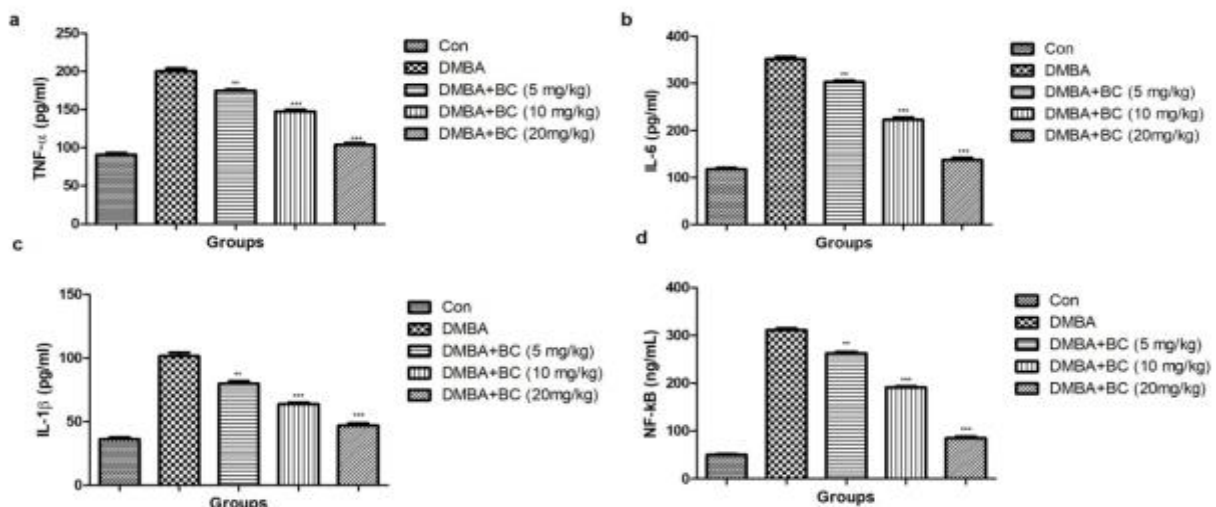 a
TNF-α (pg/ml)
250
200
150
100
50
0
**
***
***
Groups
Con
DMBA
DMBA+BC (5 mg/kg)
DMBA+BC (10 mg/kg)
DMBA+BC (20mg/kg)
b
IL-6 (pg/ml)
400
300
200
100
0
**
***
***
Groups
Con
DMBA
DMBA+BC (5 mg/kg)
DMBA+BC (10 mg/kg)
DMBA+BC (20mg/kg)
c
IL-1β (pg/ml)
150
100
50
0
**
***
***
Groups
Con
DMBA
DMBA+BC (5 mg/kg)
DMBA+BC (10 mg/kg)
DMBA+BC (20mg/kg)
d
NF-kB (ng/mL)
400
300
200
100
0
**
***
***
Groups
Con
DMBA
DMBA+BC (5 mg/kg)
DMBA+BC (10 mg/kg)
DMBA+BC (20mg/kg)